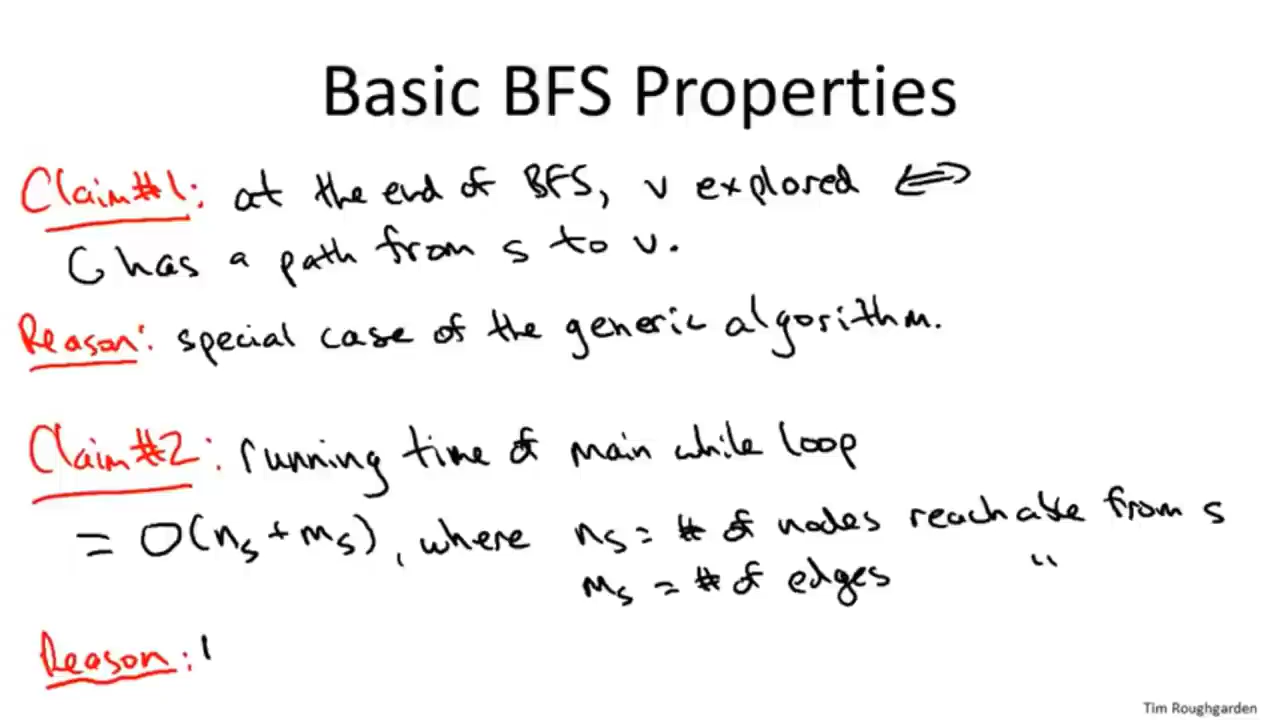 Basic BFS Properties
Claim #1: at the end of BFS, v explored ⟺
G has a path from s to v.
Reason: special case of the generic algorithm.
Claim #2: running time of main while loop
= O(nₛ + mₛ), where nₛ = # of nodes reachable from s
mₛ = # of edges "
Reason:
Tim Roughgarden